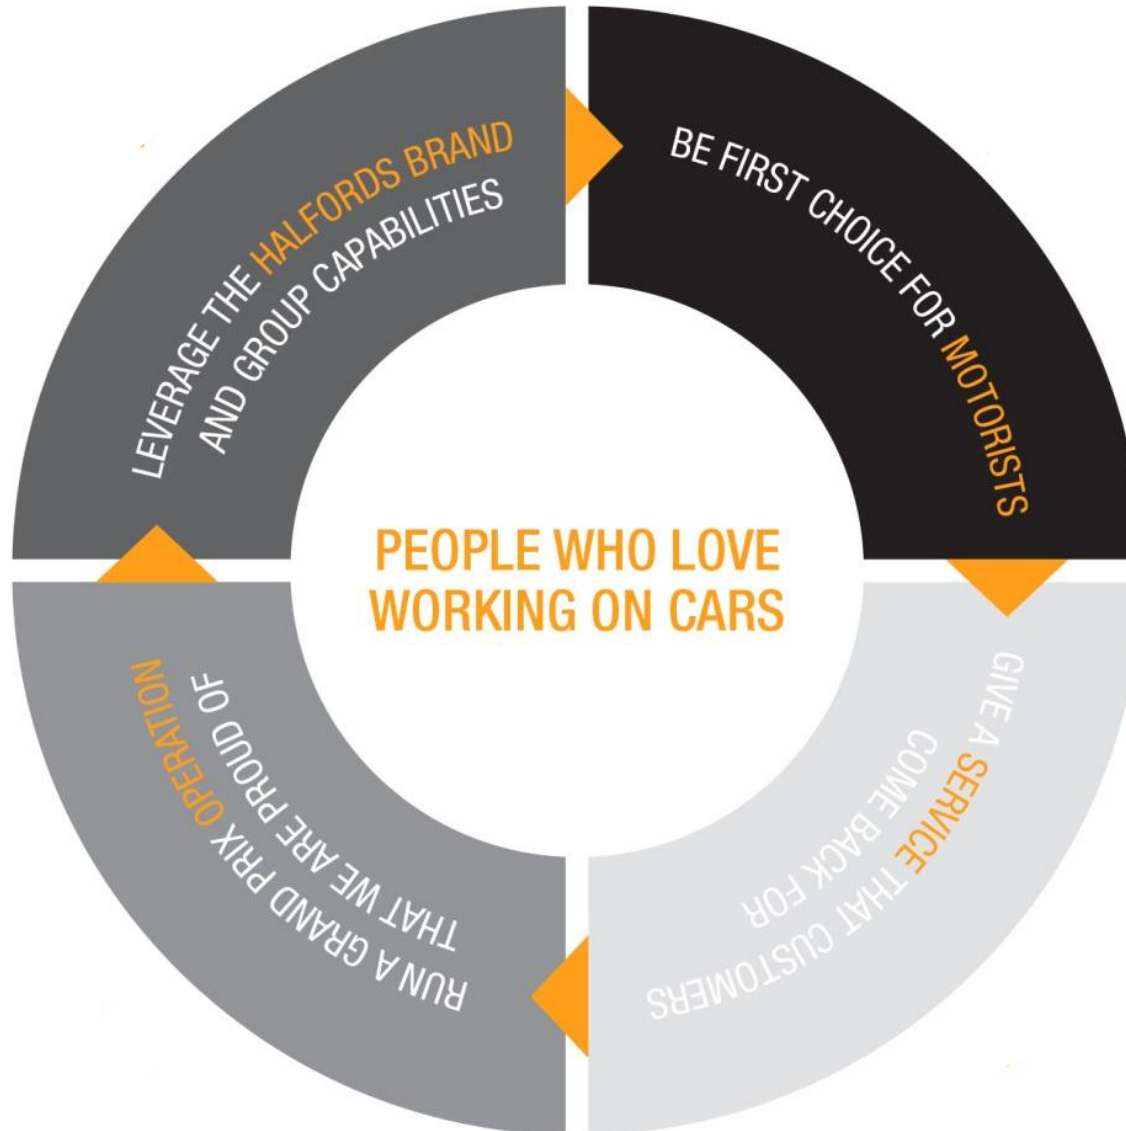 LEVERAGE THE HALFORDS BRAND
AND GROUP CAPABILITIES
BE FIRST CHOICE FOR MOTORISTS
PEOPLE WHO LOVE
WORKING ON CARS
GIVE A SERVICE THAT CUSTOMERS
COME BACK FOR
RUN A GRAND PRIX OPERATION
THAT WE ARE PROUD OF